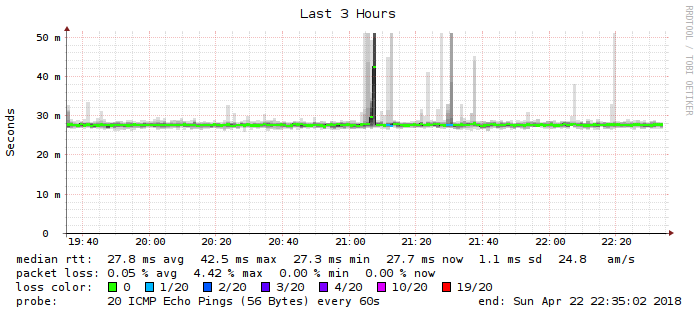 Last 3 Hours
RRDTOOL / TOBI OETIKER
Seconds
50 m
40 m
30 m
20 m
10 m
0
19:40 20:00 20:20 20:40 21:00 21:20 21:40 22:00 22:20
median rtt: 27.8 ms avg 42.5 ms max 27.3 ms min 27.7 ms now 1.1 ms sd 24.8 am/s
packet loss: 0.05 % avg 4.42 % max 0.00 % min 0.00 % now
loss color: 0 1/20 2/20 3/20 4/20 10/20 19/20
probe: 20 ICMP Echo Pings (56 Bytes) every 60s end: Sun Apr 22 22:35:02 2018